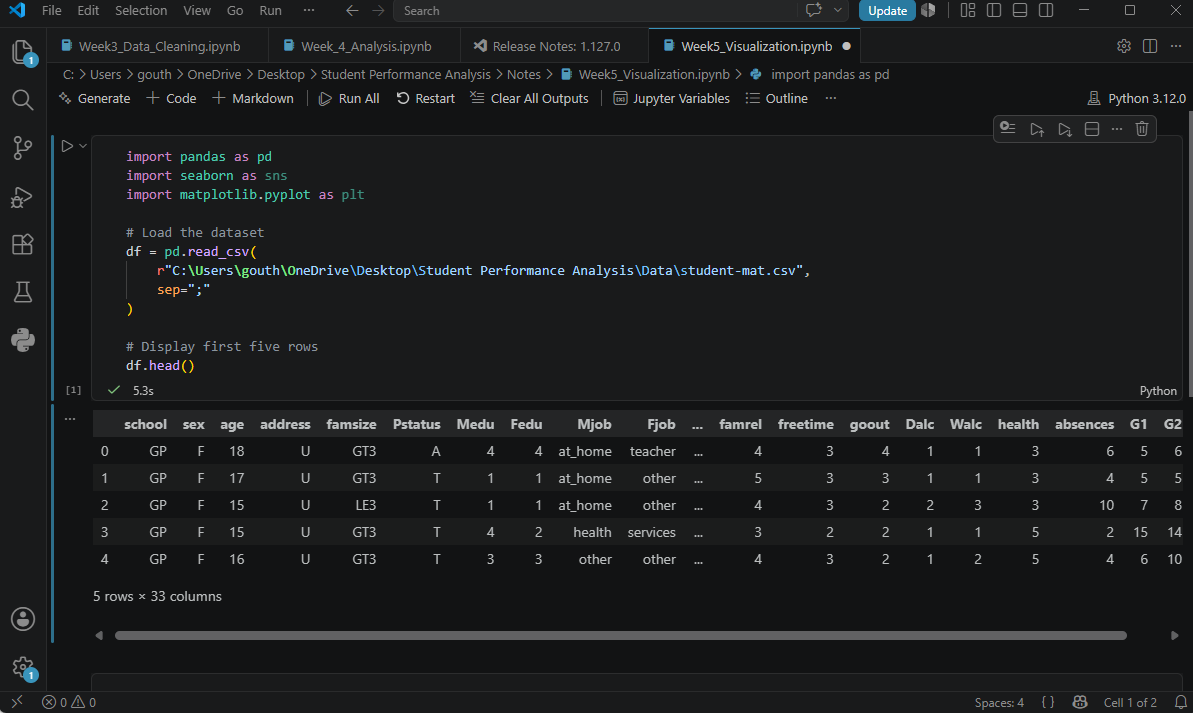 File Edit Selection View Go Run ··· Search Update
Week3_Data_Cleaning.ipynb Week_4_Analysis.ipynb Release Notes: 1.127.0 Week5_Visualization.ipynb
C: > Users > gouth > OneDrive > Desktop > Student Performance Analysis > Notes > Week5_Visualization.ipynb > import pandas as pd
Generate + Code + Markdown Run All Restart Clear All Outputs Jupyter Variables Outline ··· Python 3.12.0
import pandas as pd
import seaborn as sns
import matplotlib.pyplot as plt
# Load the dataset
df = pd.read_csv(
r"C:\Users\gouth\OneDrive\Desktop\Student Performance Analysis\Data\student-mat.csv",
sep=";"
)
# Display first five rows
df.head()
[1] 5.3s Python
school sex age address famsize Pstatus Medu Fedu Mjob Fjob ... famrel freetime goout Dalc Walc health absences G1 G2
0 GP F 18 U GT3 A 4 4 at_home teacher ... 4 3 4 1 1 3 6 5 6
1 GP F 17 U GT3 T 1 1 at_home other ... 5 3 3 1 1 3 4 5 5
2 GP F 15 U LE3 T 1 1 at_home other ... 4 3 2 2 3 3 10 7 8
3 GP F 15 U GT3 T 4 2 health services ... 3 2 2 1 1 5 2 15 14
4 GP F 16 U GT3 T 3 3 other other ... 4 3 2 1 2 5 4 6 10
5 rows × 33 columns
1
1
0 0 Spaces: 4 { } Cell 1 of 2